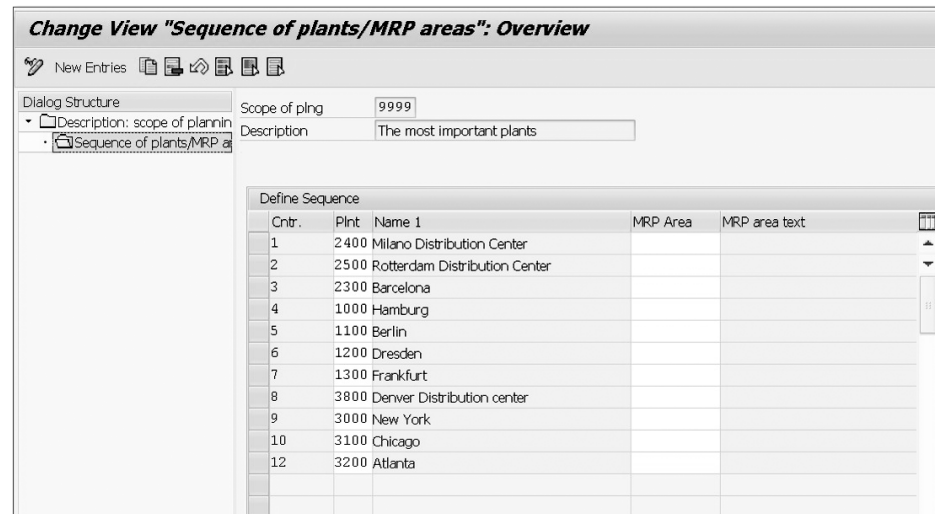 Change View "Sequence of plants/MRP areas": Overview
New Entries
Dialog Structure
Description: scope of plannin
Sequence of plants/MRP a
Scope of plng 9999
Description The most important plants
Define Sequence
Cntr. Plnt Name 1 MRP Area MRP area text
1 2400 Milano Distribution Center
2 2500 Rotterdam Distribution Center
3 2300 Barcelona
4 1000 Hamburg
5 1100 Berlin
6 1200 Dresden
7 1300 Frankfurt
8 3800 Denver Distribution center
9 3000 New York
10 3100 Chicago
12 3200 Atlanta